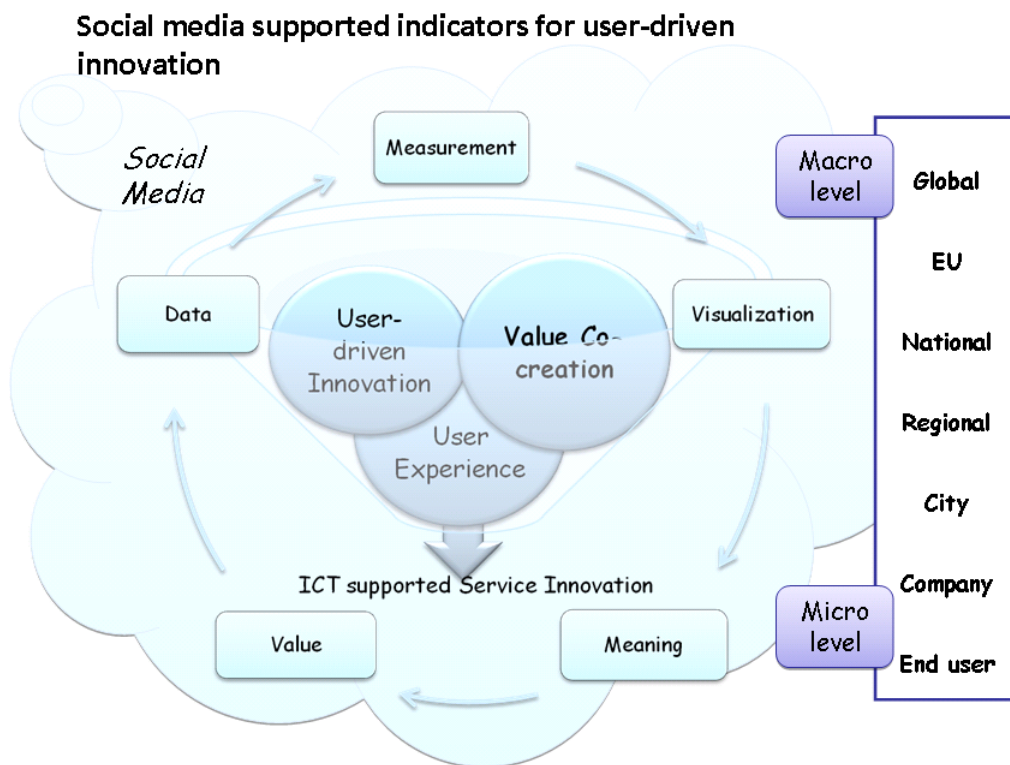 Social media supported indicators for user-driven
innovation
Social
Media
Measurement
Data
Visualization
User-
driven
Innovation
Value Co-
creation
User
Experience
ICT supported Service Innovation
Value
Meaning
Macro
level
Micro
level
Global
EU
National
Regional
City
Company
End user